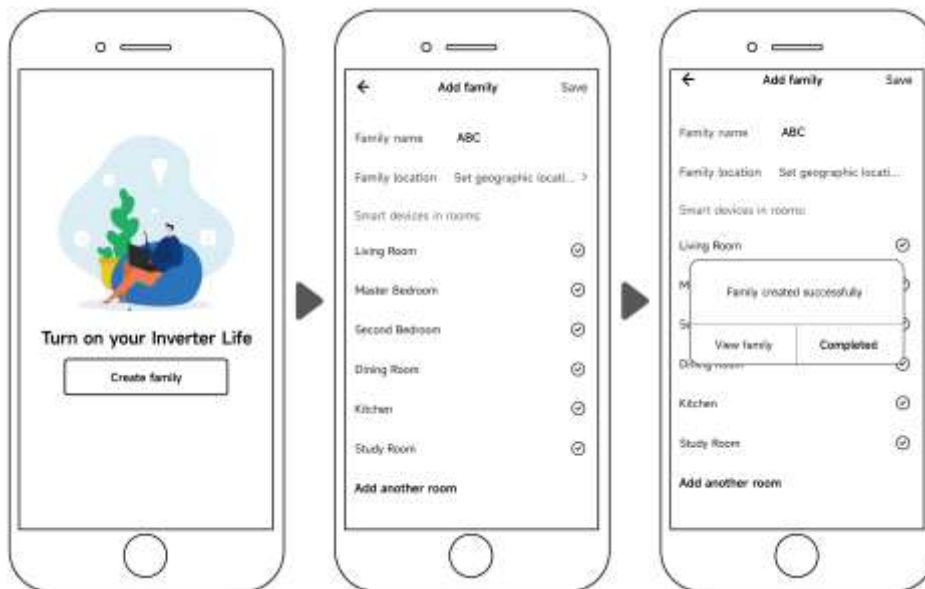 Turn on your Inverter Life
Create family
Add family
Save
Family name ABC
Family location Set geographic locati... >
Smart devices in rooms:
Living Room
Master Bedroom
Second Bedroom
Dining Room
Kitchen
Study Room
Add another room
Add family
Save
Family name ABC
Family location Set geographic locati...
Smart devices in rooms:
Living Room
M
Family created successfully
Se
View family
Completed
Dining Room
Kitchen
Study Room
Add another room